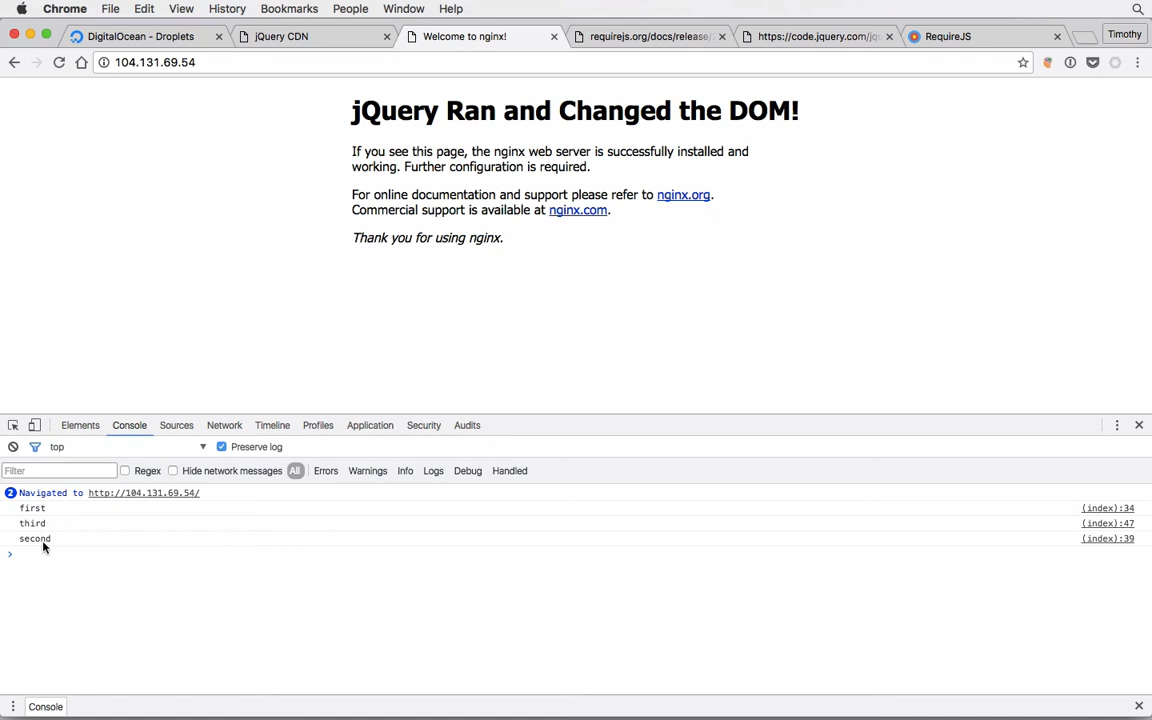 Chrome File Edit View History Bookmarks People Window Help
DigitalOcean - Droplets
jQuery CDN
Welcome to nginx!
requirejs.org/docs/release/
https://code.jquery.com/jqu
RequireJS
Timothy
104.131.69.54
jQuery Ran and Changed the DOM!
If you see this page, the nginx web server is successfully installed and
working. Further configuration is required.
For online documentation and support please refer to nginx.org.
Commercial support is available at nginx.com.
Thank you for using nginx.
Elements Console Sources Network Timeline Profiles Application Security Audits
top Preserve log
Filter Regex Hide network messages All Errors Warnings Info Logs Debug Handled
2 Navigated to http://104.131.69.54/
first (index):34
third (index):47
second (index):39
Console